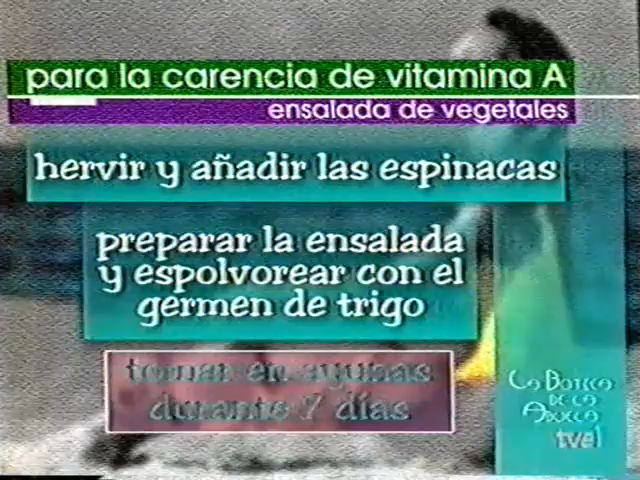 para la carencia de vitamina A
ensalada de vegetales
hervir y añadir las espinacas
preparar la ensalada
y espolvorear con el
germen de trigo
tomar en ayunas
durante 7 días
La Botica
de la
Abuela
tve1